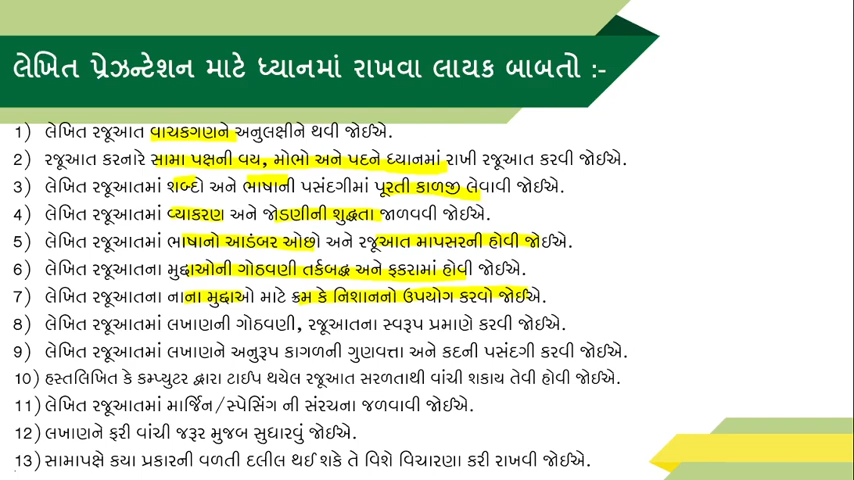 લેખિત પ્રેઝન્ટેશન માટે ધ્યાનમાં રાખવા લાયક બાબતો :-
1) લેખિત રજૂઆત વાચકગણને અનુલક્ષીને થવી જોઈએ.
2) રજૂઆત કરનારે સામા પક્ષની વય, મોભો અને પદને ધ્યાનમાં રાખી રજૂઆત કરવી જોઈએ.
3) લેખિત રજૂઆતમાં શબ્દો અને ભાષાની પસંદગીમાં પૂરતી કાળજી લેવાવી જોઈએ.
4) લેખિત રજૂઆતમાં વ્યાકરણ અને જોડણીની શુદ્ધતા જાળવવી જોઈએ.
5) લેખિત રજૂઆતમાં ભાષાનો આડંબર ઓછો અને રજૂઆત માપસરની હોવી જોઈએ.
6) લેખિત રજૂઆતના મુદ્દાઓની ગોઠવણી તર્કબદ્ધ અને ફકરામાં હોવી જોઈએ.
7) લેખિત રજૂઆતના નાના મુદ્દાઓ માટે ક્રમ કે નિશાનનો ઉપયોગ કરવો જોઈએ.
8) લેખિત રજૂઆતમાં લખાણની ગોઠવણી, રજૂઆતના સ્વરૂપ પ્રમાણે કરવી જોઈએ.
9) લેખિત રજૂઆતમાં લખાણને અનુરૂપ કાગળની ગુણવત્તા અને કદની પસંદગી કરવી જોઈએ.
10) હસ્તલિખિત કે કમ્પ્યુટર દ્વારા ટાઈપ થયેલ રજૂઆત સરળતાથી વાંચી શકાય તેવી હોવી જોઈએ.
11) લેખિત રજૂઆતમાં માર્જિન/સ્પેસિંગ ની સંરચના જળવાવી જોઈએ.
12) લખાણને ફરી વાંચી જરૂર મુજબ સુધારવું જોઈએ.
13) સામાપક્ષે કયા પ્રકારની વળતી દલીલ થઈ શકે તે વિશે વિચારણા કરી રાખવી જોઈએ.